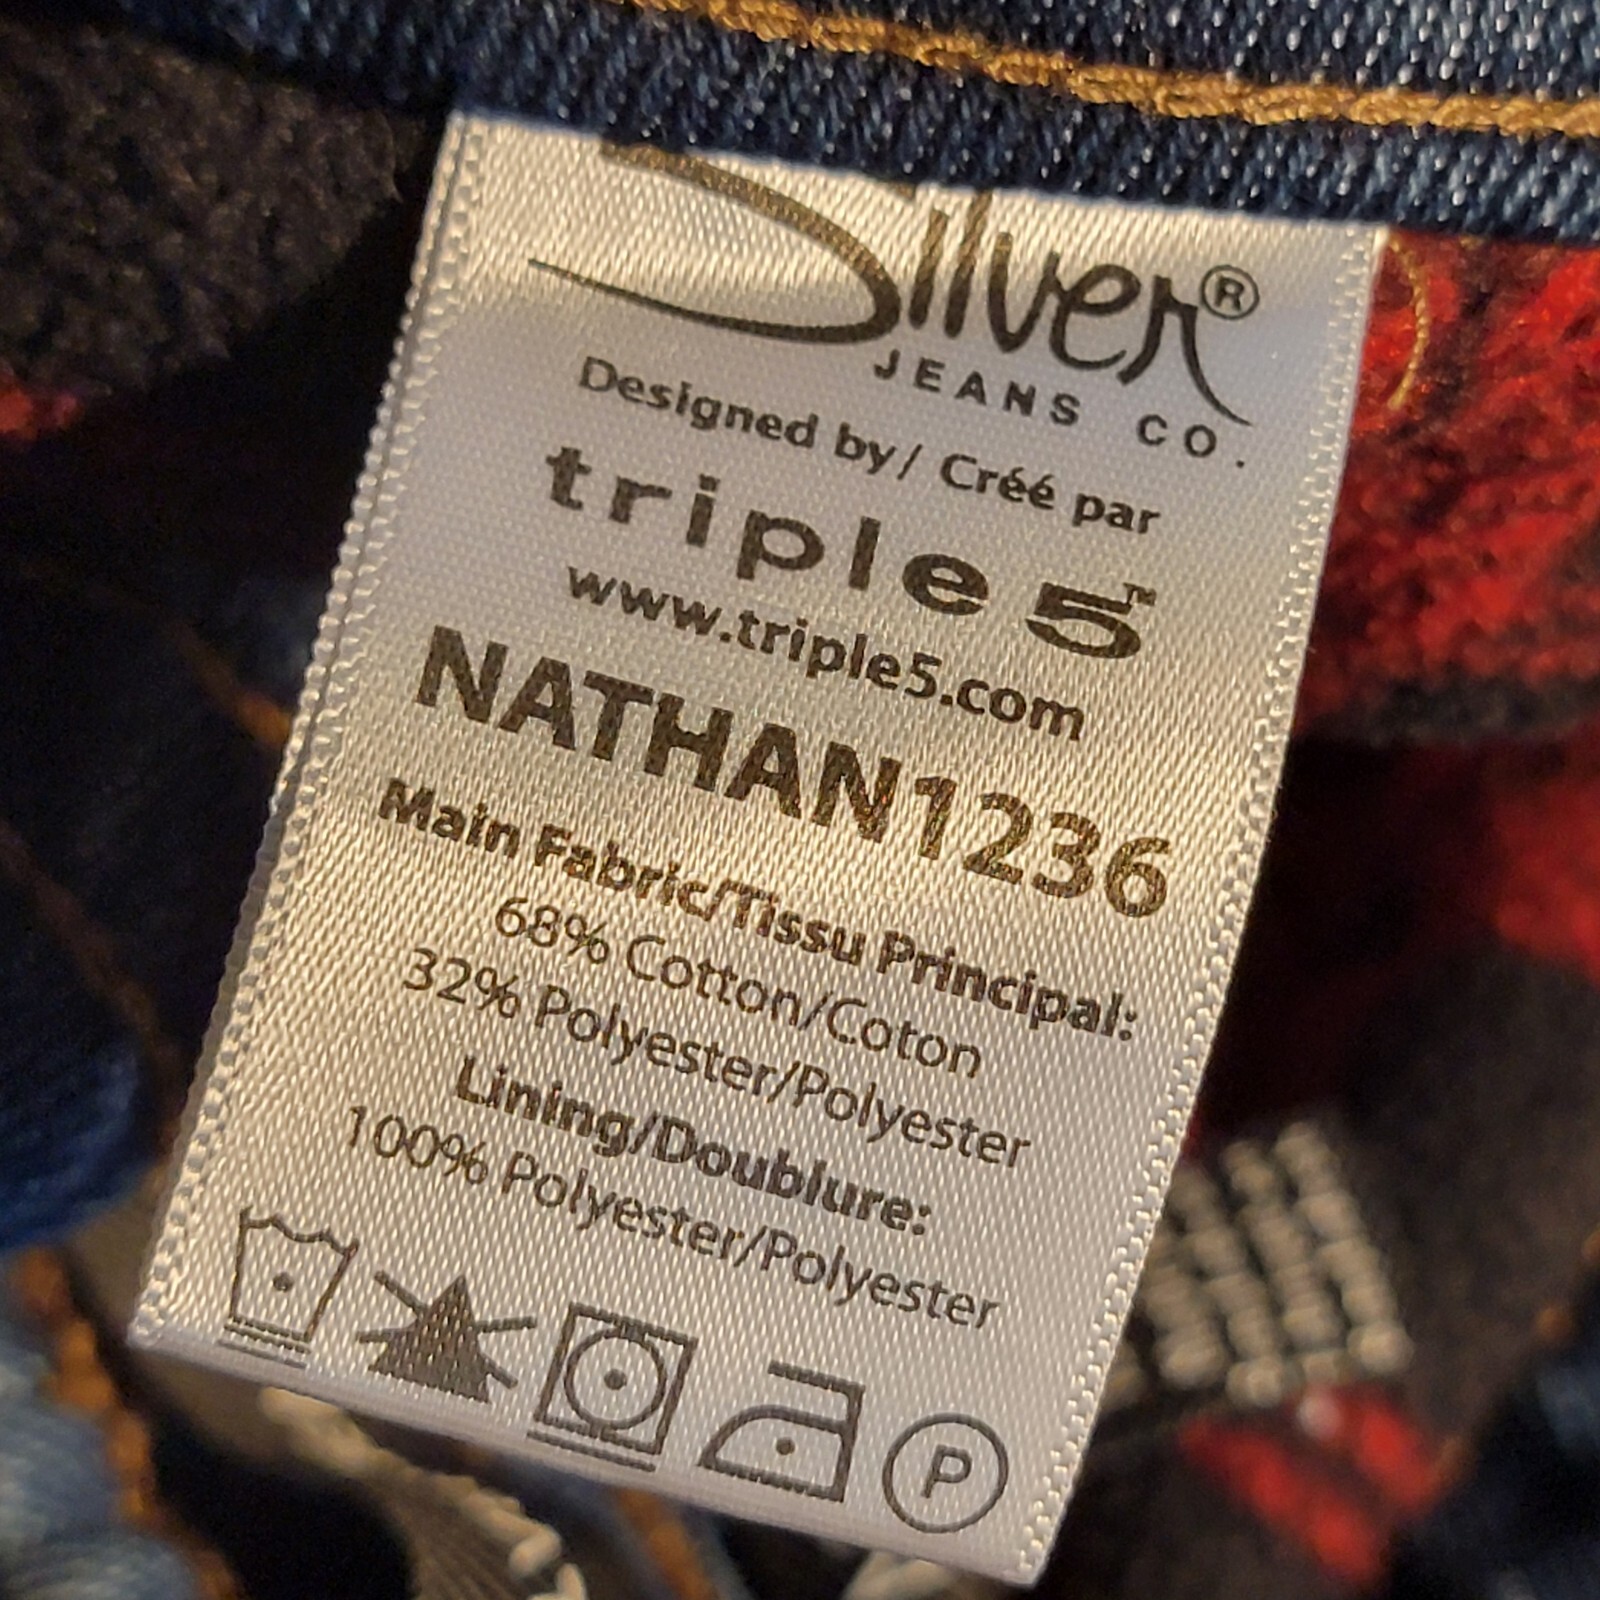 Silver®
JEANS CO.
Designed by/ Créé par
triple5™
www.triple5.com
NATHAN1236
Main Fabric/Tissu Principal:
68% Cotton/Coton
32% Polyester/Polyester
Lining/Doublure:
100% Polyester/Polyester
P